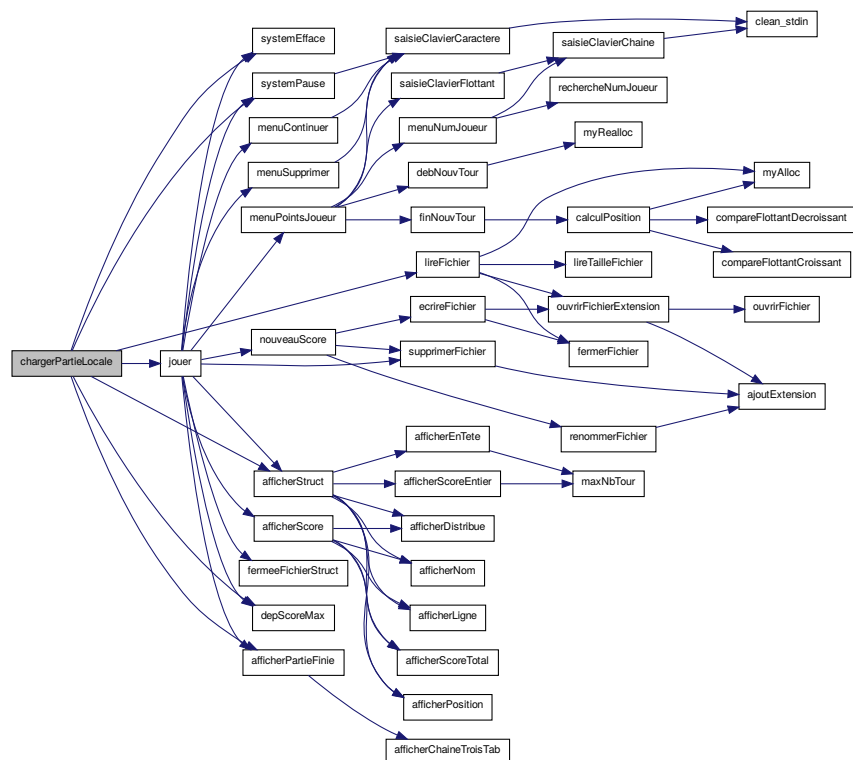 clean_stdin
systemEfface
saisieClavierCaractere
saisieClavierChaine
systemPause
saisieClavierFlottant
rechercheNumJoueur
menuContinuer
menuNumJoueur
myRealloc
menuSupprimer
debNouvTour
myAlloc
menuPointsJoueur
finNouvTour
calculPosition
compareFlottantDecroissant
lireFichier
lireTailleFichier
compareFlottantCroissant
ecrireFichier
ouvrirFichierExtension
ouvrirFichier
nouveauScore
supprimerFichier
fermerFichier
chargerPartieLocale
jouer
ajoutExtension
afficherEnTete
renommerFichier
afficherStruct
afficherScoreEntier
maxNbTour
afficherScore
afficherDistribue
fermeeFichierStruct
afficherNom
depScoreMax
afficherLigne
afficherPartieFinie
afficherScoreTotal
afficherPosition
afficherChaineTroisTab